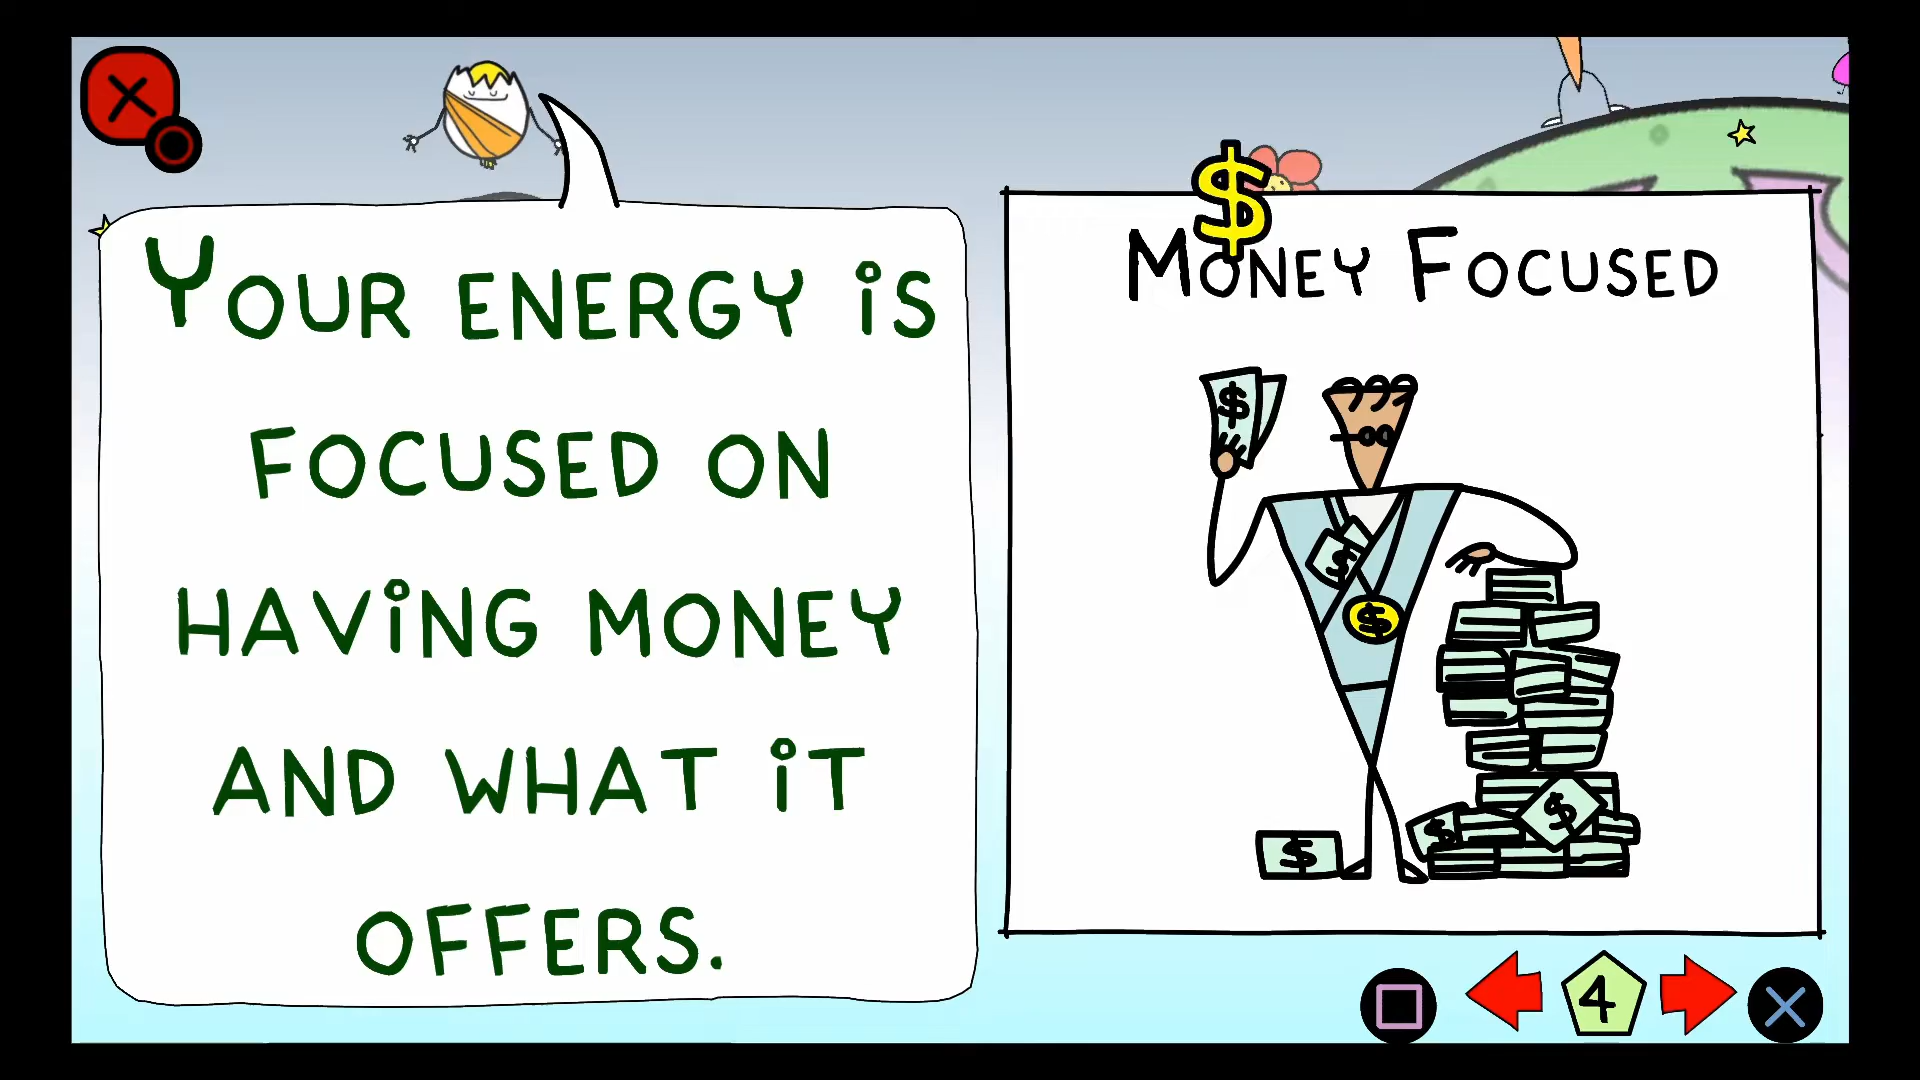 Your energy is
focused on
having money
and what it
offers.
$
Money Focused
$
$
$
$
$
$
4